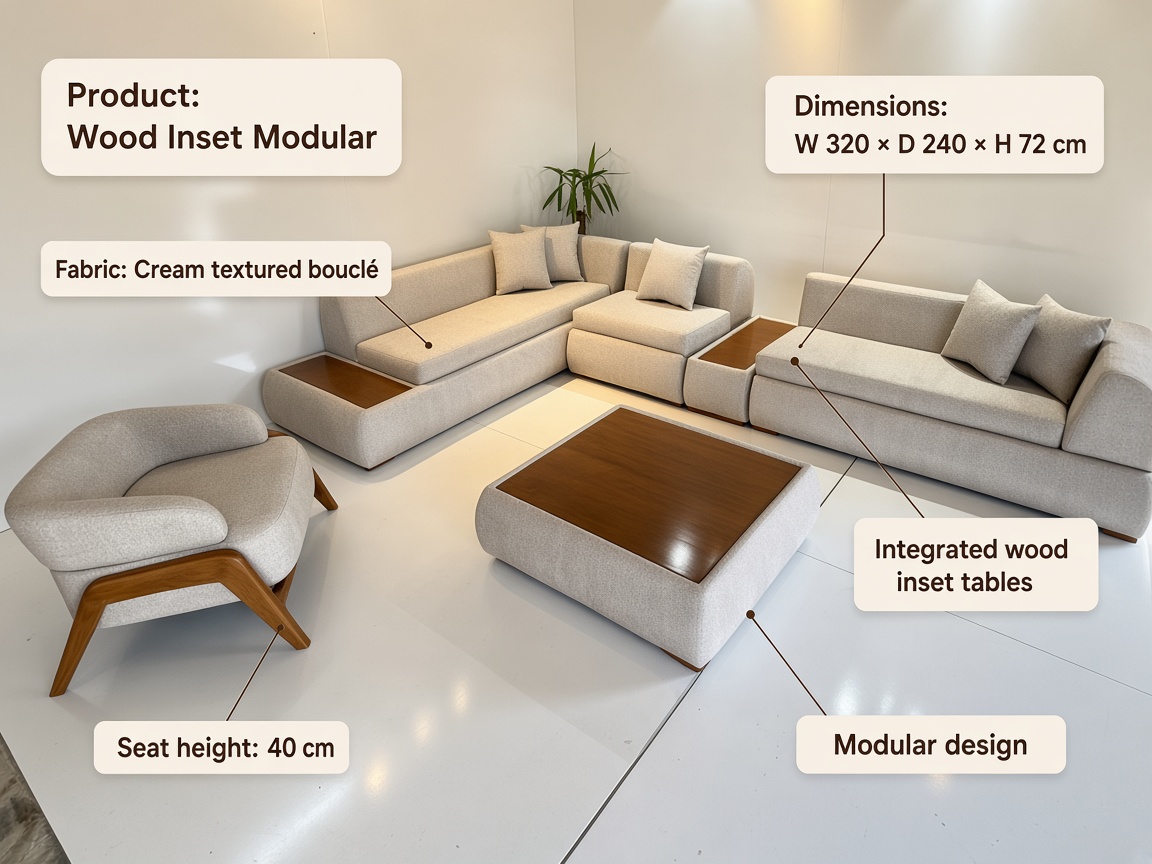 Product:
Wood Inset Modular
Dimensions:
W 320 × D 240 × H 72 cm
Fabric: Cream textured bouclé
Integrated wood
inset tables
Seat height: 40 cm
Modular design